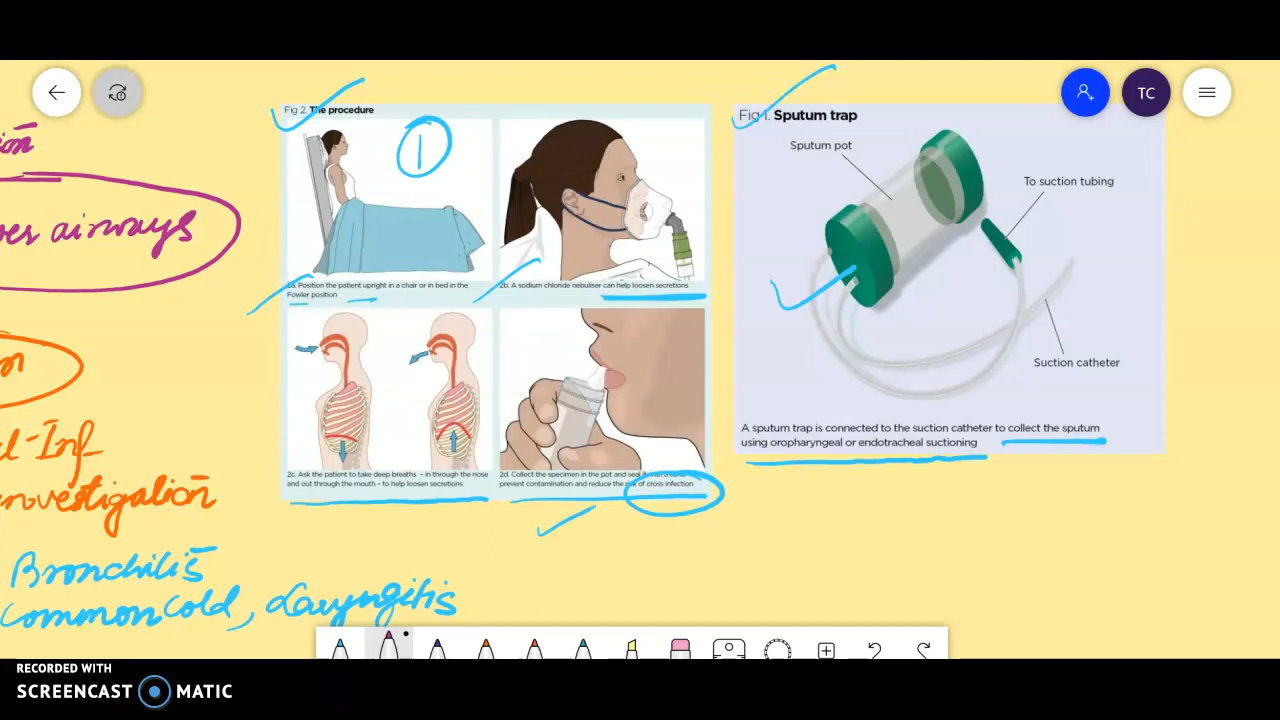 TC
Fig 2. The procedure
1
1a. Position the patient upright in a chair or in bed in the
Fowler position
2b. A sodium chloride nebuliser can help loosen secretions
2c. Ask the patient to take deep breaths – in through the nose
and out through the mouth – to help loosen secretions
2d. Collect the specimen in the pot and seal it
prevent contamination and reduce the risk of cross infection
Fig 1. Sputum trap
Sputum pot
To suction tubing
Suction catheter
A sputum trap is connected to the suction catheter to collect the sputum
using oropharyngeal or endotracheal suctioning
airways
Inf
investigation
Bronchitis
Common Cold, Laryngitis
RECORDED WITH
SCREENCAST MATIC